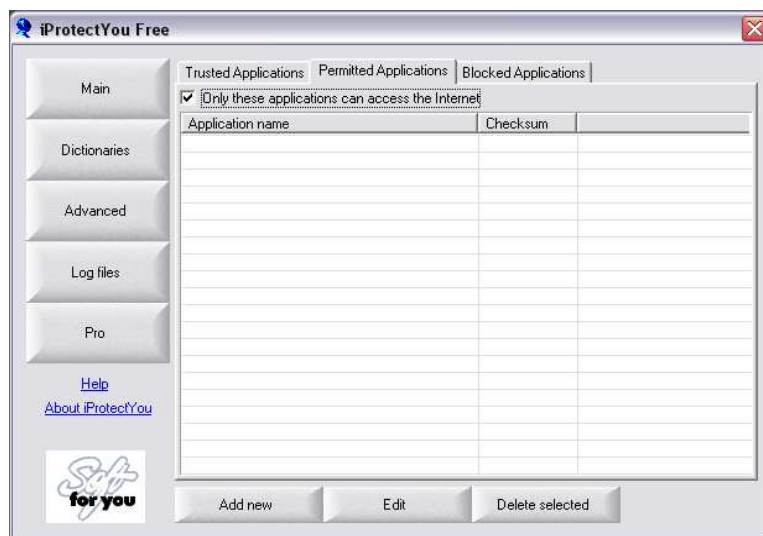 iProtectYou Free
Main
Dictionaries
Advanced
Log files
Pro
Help
About iProtectYou
Soft
for you
Trusted Applications
Permitted Applications
Blocked Applications
Only these applications can access the Internet
Application name
Checksum
Add new
Edit
Delete selected